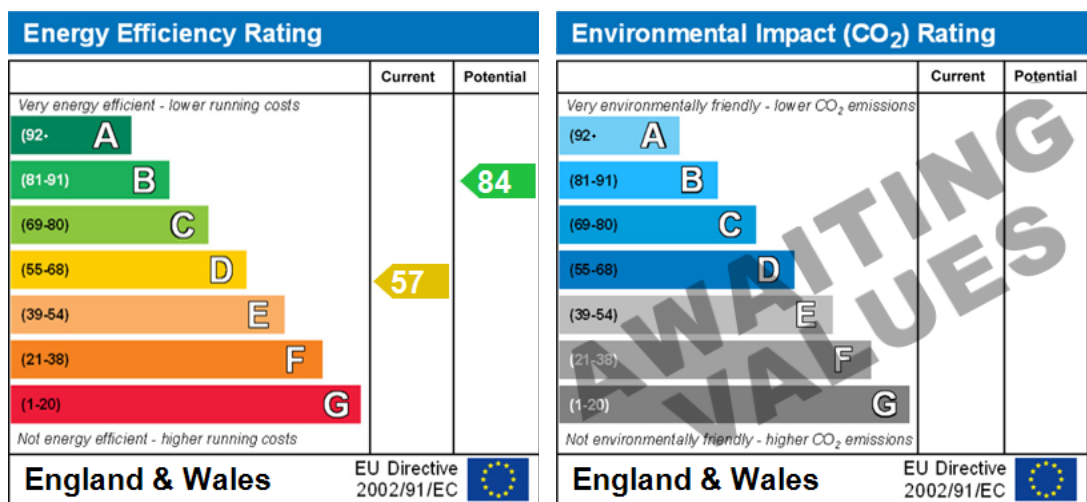 Energy Efficiency Rating
Current Potential
Very energy efficient - lower running costs
(92+ A
(81-91) B
84
(69-80) C
(55-68) D
57
(39-54) E
(21-38) F
(1-20) G
Not energy efficient - higher running costs
England & Wales
EU Directive
2002/91/EC
Environmental Impact (CO₂) Rating
Current Potential
Very environmentally friendly - lower CO₂ emissions
(92+ A
(81-91) B
(69-80) C
(55-68) D
(39-54) E
(21-38) F
(1-20) G
AWAITING
VALUES
Not environmentally friendly - higher CO₂ emissions
England & Wales
EU Directive
2002/91/EC